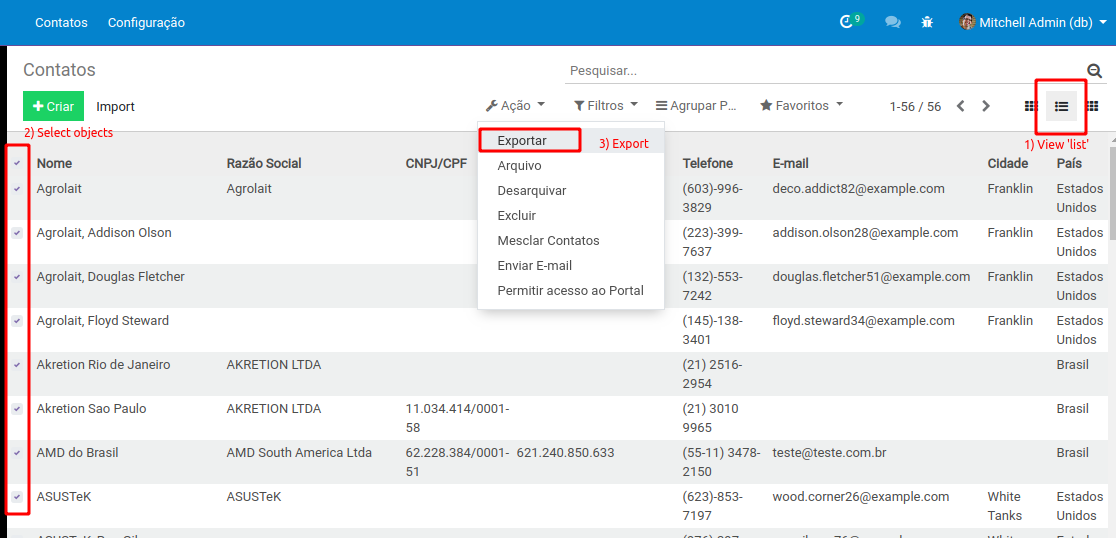 Contatos Configuração 9 Mitchell Admin (db)
Contatos Pesquisar...
Criar Import Ação Filtros Agrupar P... Favoritos 1-56 / 56
2) Select objects
Exportar 3) Export
1) View 'list'
Arquivo
Desarquivar
Excluir
Mesclar Contatos
Enviar E-mail
Permitir acesso ao Portal
Nome Razão Social CNPJ/CPF Telefone E-mail Cidade País
Agrolait Agrolait (603)-996- deco.addict82@example.com Franklin Estados
3829 Unidos
Agrolait, Addison Olson (223)-399- addison.olson28@example.com Franklin Estados
7637 Unidos
Agrolait, Douglas Fletcher (132)-553- douglas.fletcher51@example.com Franklin Estados
7242 Unidos
Agrolait, Floyd Steward (145)-138- floyd.steward34@example.com Franklin Estados
3401 Unidos
Akretion Rio de Janeiro AKRETION LTDA (21) 2516- Brasil
2954
Akretion Sao Paulo AKRETION LTDA 11.034.414/0001- (21) 3010 Brasil
58 9965
AMD do Brasil AMD South America Ltda 62.228.384/0001- 621.240.850.633 (55-11) 3478- teste@teste.com.br Brasil
51 2150
ASUSTeK ASUSTeK (623)-853- wood.corner26@example.com White Estados
7197 Tanks Unidos